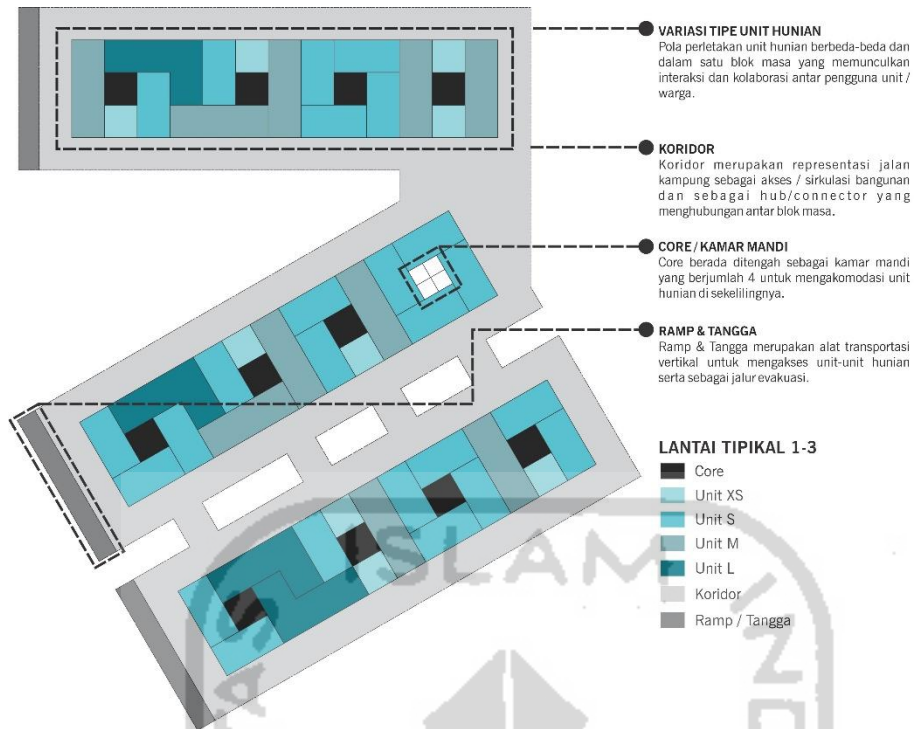 VARIASI TIPE UNIT HUNIAN
Pola perletakan unit hunian berbeda-beda dan
dalam satu blok masa yang memunculkan
interaksi dan kolaborasi antar pengguna unit /
warga.
KORIDOR
Koridor merupakan representasi jalan
kampung sebagai akses / sirkulasi bangunan
dan sebagai hub/connector yang
menghubungan antar blok masa.
CORE / KAMAR MANDI
Core berada ditengah sebagai kamar mandi
yang berjumlah 4 untuk mengakomodasi unit
hunian di sekelilingnya.
RAMP & TANGGA
Ramp & Tangga merupakan alat transportasi
vertikal untuk mengakses unit-unit hunian
serta sebagai jalur evakuasi.
LANTAI TIPIKAL 1-3
Core
Unit XS
Unit S
Unit M
Unit L
Koridor
Ramp / Tangga
ISLAM